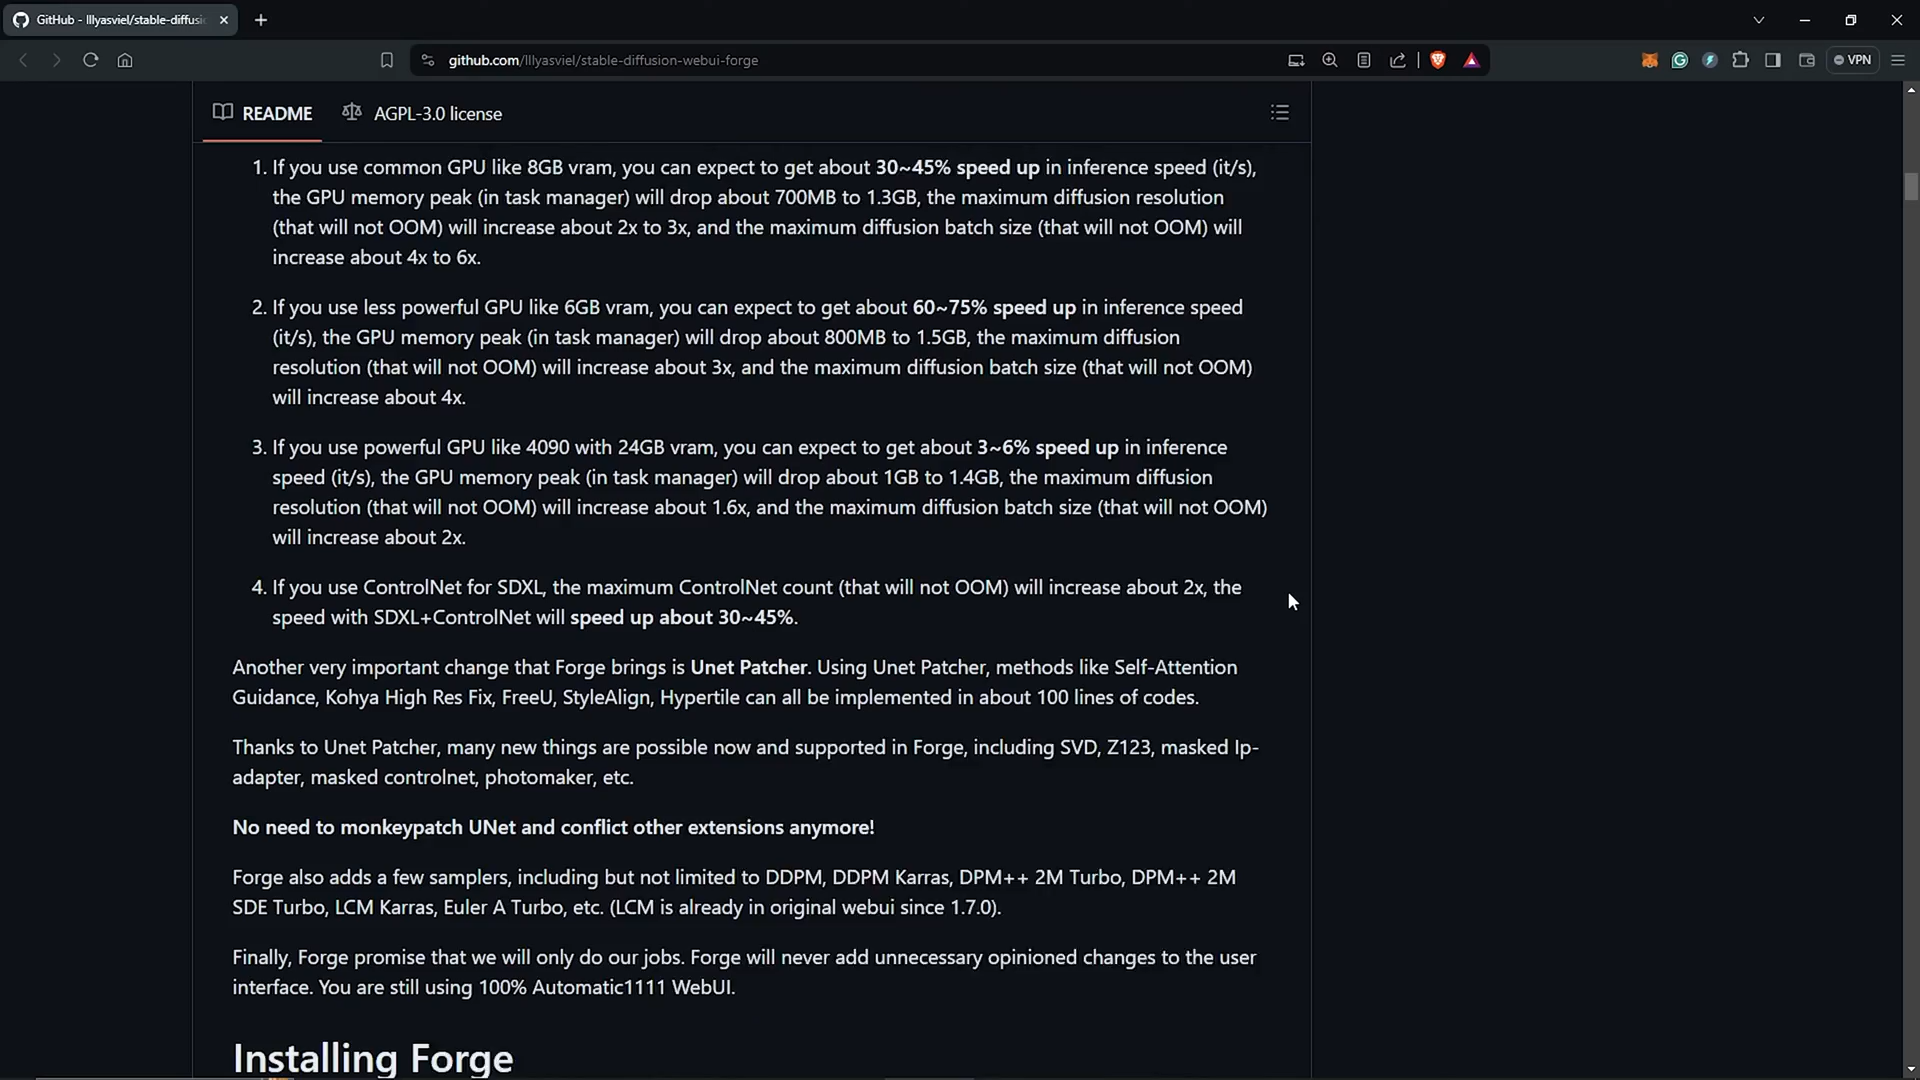 GitHub - lllyasviel/stable-diffusi
github.com/lllyasviel/stable-diffusion-webui-forge
VPN
README
AGPL-3.0 license
1. If you use common GPU like 8GB vram, you can expect to get about 30~45% speed up in inference speed (it/s),
the GPU memory peak (in task manager) will drop about 700MB to 1.3GB, the maximum diffusion resolution
(that will not OOM) will increase about 2x to 3x, and the maximum diffusion batch size (that will not OOM) will
increase about 4x to 6x.
2. If you use less powerful GPU like 6GB vram, you can expect to get about 60~75% speed up in inference speed
(it/s), the GPU memory peak (in task manager) will drop about 800MB to 1.5GB, the maximum diffusion
resolution (that will not OOM) will increase about 3x, and the maximum diffusion batch size (that will not OOM)
will increase about 4x.
3. If you use powerful GPU like 4090 with 24GB vram, you can expect to get about 3~6% speed up in inference
speed (it/s), the GPU memory peak (in task manager) will drop about 1GB to 1.4GB, the maximum diffusion
resolution (that will not OOM) will increase about 1.6x, and the maximum diffusion batch size (that will not OOM)
will increase about 2x.
4. If you use ControlNet for SDXL, the maximum ControlNet count (that will not OOM) will increase about 2x, the
speed with SDXL+ControlNet will speed up about 30~45%.
Another very important change that Forge brings is Unet Patcher. Using Unet Patcher, methods like Self-Attention
Guidance, Kohya High Res Fix, FreeU, StyleAlign, Hypertile can all be implemented in about 100 lines of codes.
Thanks to Unet Patcher, many new things are possible now and supported in Forge, including SVD, Z123, masked Ip-
adapter, masked controlnet, photomaker, etc.
No need to monkeypatch UNet and conflict other extensions anymore!
Forge also adds a few samplers, including but not limited to DDPM, DDPM Karras, DPM++ 2M Turbo, DPM++ 2M
SDE Turbo, LCM Karras, Euler A Turbo, etc. (LCM is already in original webui since 1.7.0).
Finally, Forge promise that we will only do our jobs. Forge will never add unnecessary opinioned changes to the user
interface. You are still using 100% Automatic1111 WebUI.
Installing Forge